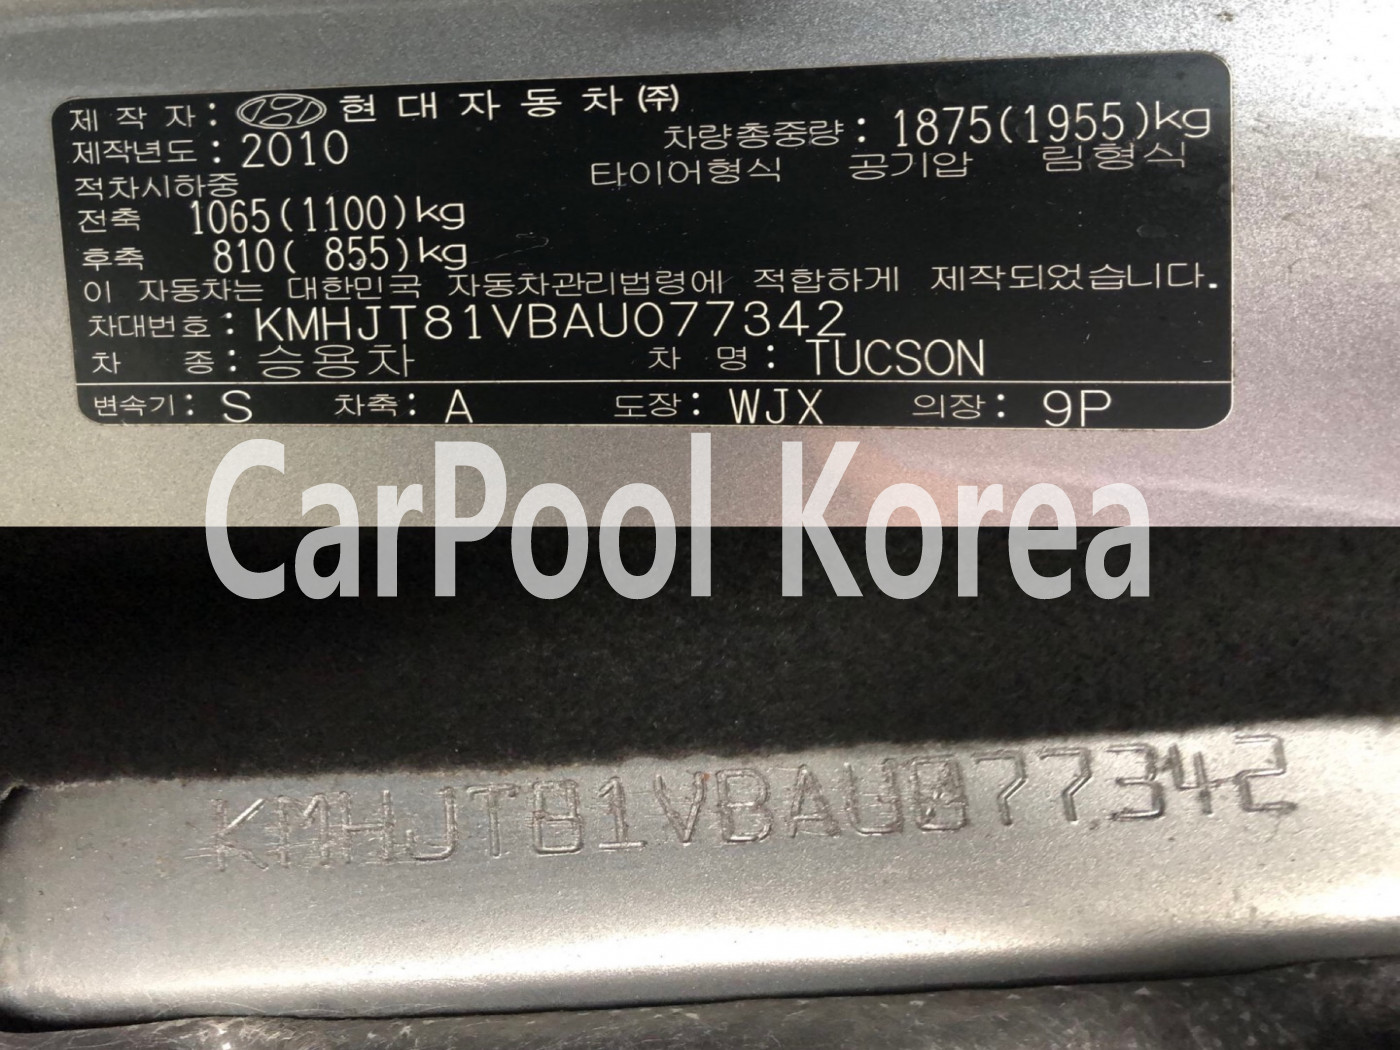 제 작 자 : 현 대 자 동 차 ㈜
제작년도 : 2010 차량총중량 : 1875(1955)kg
적차시하중 타이어형식 공기압 림형식
전축 1065(1100)kg
후축 810( 855)kg
이 자동차는 대한민국 자동차관리법령에 적합하게 제작되었습니다.
차대번호 : KMHJT81VBAU077342
차 종 : 승용차 차 명 : TUCSON
변속기 : S 차축 : A 도장 : WJX 의장 : 9P
CarPool Korea
KMHJT81VBAU077342